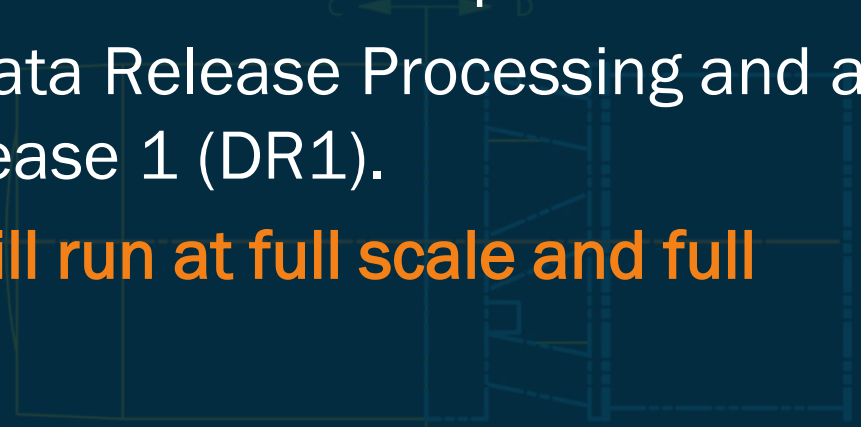 C D
ata Release Processing and a
ease 1 (DR1).
ill run at full scale and full